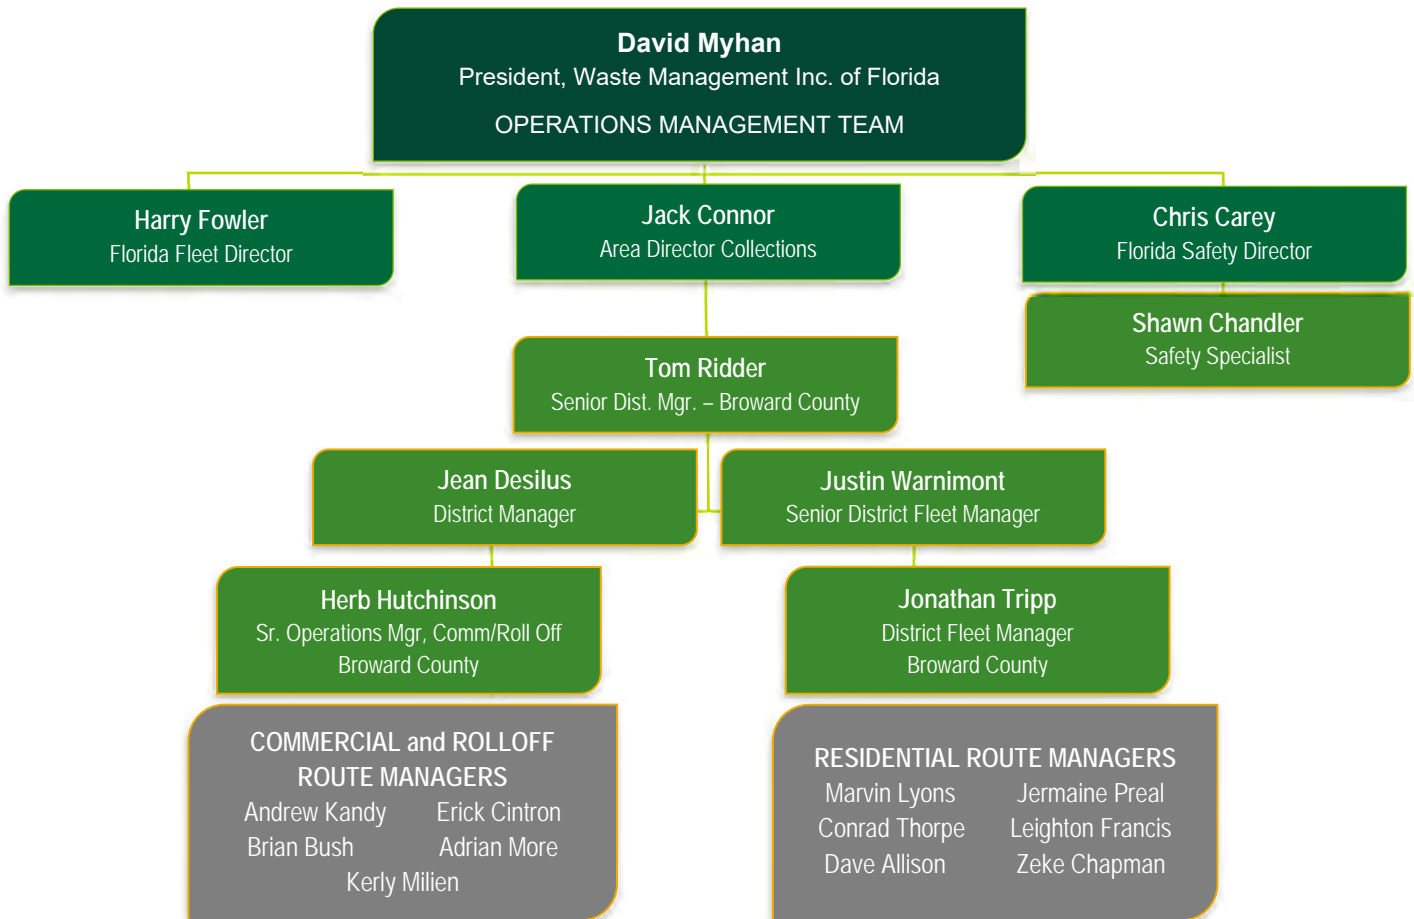 David Myhan
President, Waste Management Inc. of Florida
OPERATIONS MANAGEMENT TEAM
Harry Fowler
Florida Fleet Director
Jack Connor
Area Director Collections
Chris Carey
Florida Safety Director
Shawn Chandler
Safety Specialist
Tom Ridder
Senior Dist. Mgr. – Broward County
Jean Desilus
District Manager
Justin Warnimont
Senior District Fleet Manager
Herb Hutchinson
Sr. Operations Mgr, Comm/Roll Off
Broward County
Jonathan Tripp
District Fleet Manager
Broward County
COMMERCIAL and ROLLOFF
ROUTE MANAGERS
Andrew Kandy Erick Cintron
Brian Bush Adrian More
Kerly Milien
RESIDENTIAL ROUTE MANAGERS
Marvin Lyons Jermaine Preal
Conrad Thorpe Leighton Francis
Dave Allison Zeke Chapman